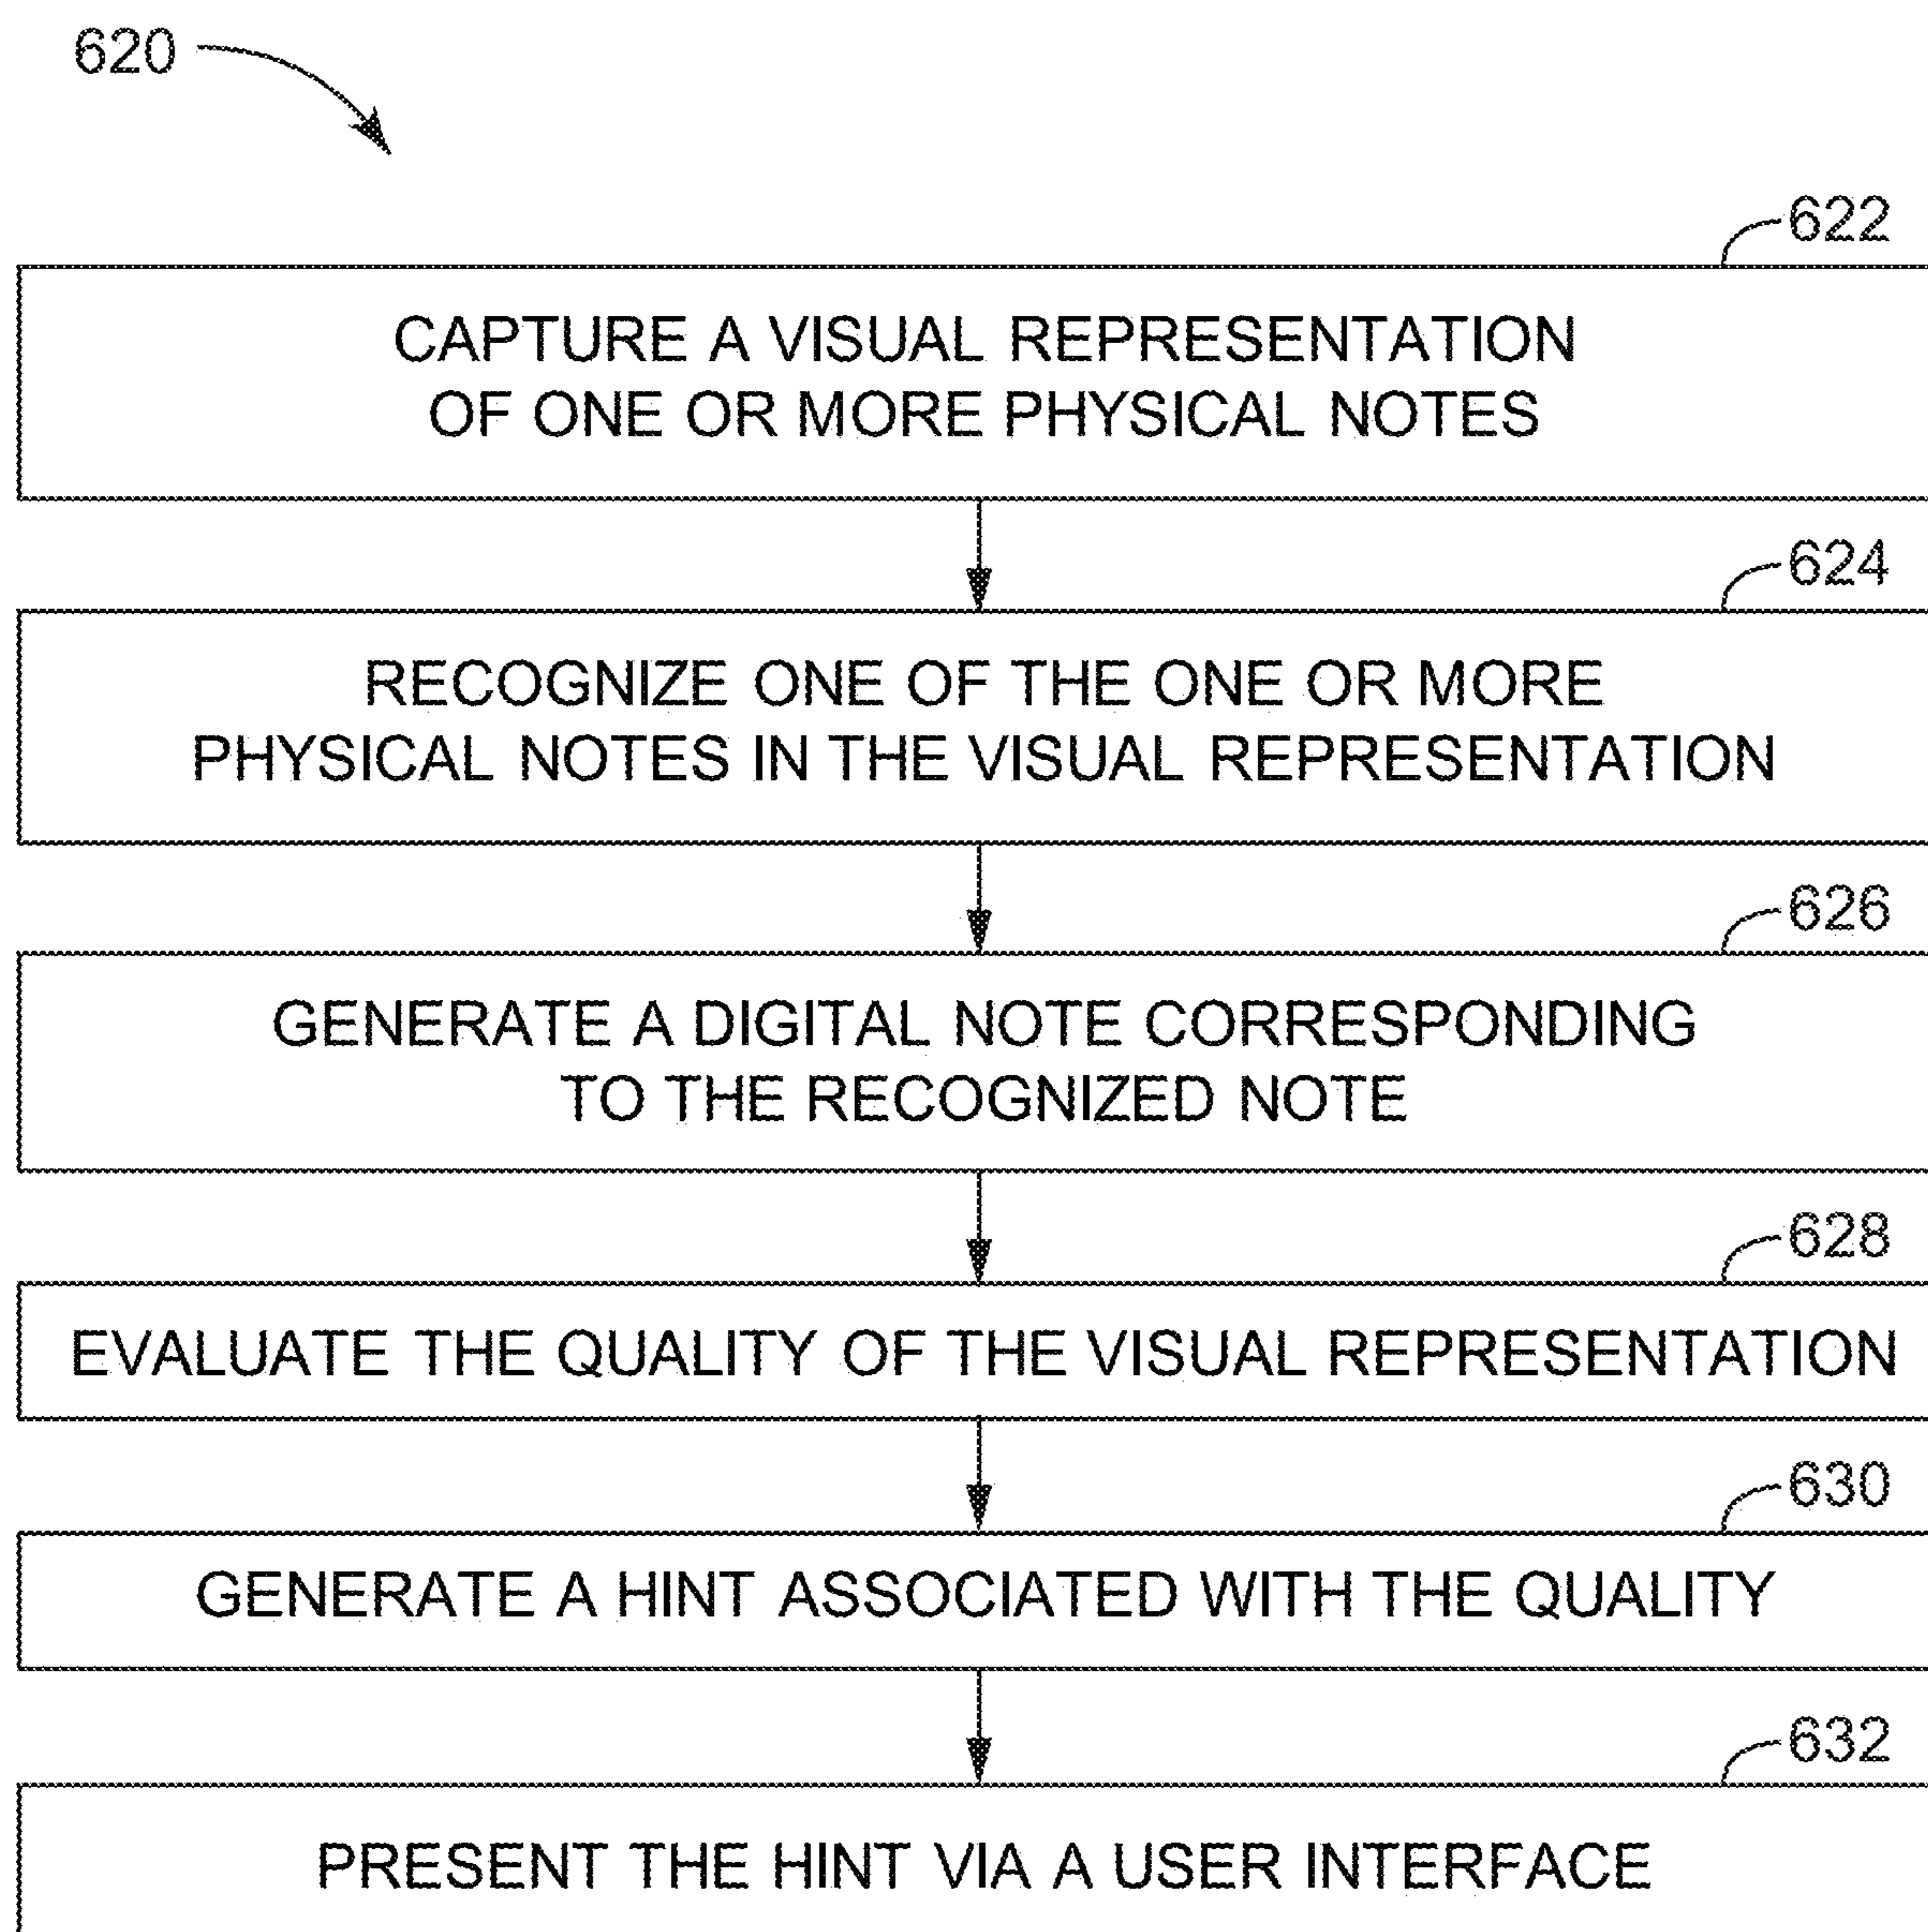 620
622
CAPTURE A VISUAL REPRESENTATION
OF ONE OR MORE PHYSICAL NOTES
624
RECOGNIZE ONE OF THE ONE OR MORE
PHYSICAL NOTES IN THE VISUAL REPRESENTATION
626
GENERATE A DIGITAL NOTE CORRESPONDING
TO THE RECOGNIZED NOTE
628
EVALUATE THE QUALITY OF THE VISUAL REPRESENTATION
630
GENERATE A HINT ASSOCIATED WITH THE QUALITY
632
PRESENT THE HINT VIA A USER INTERFACE